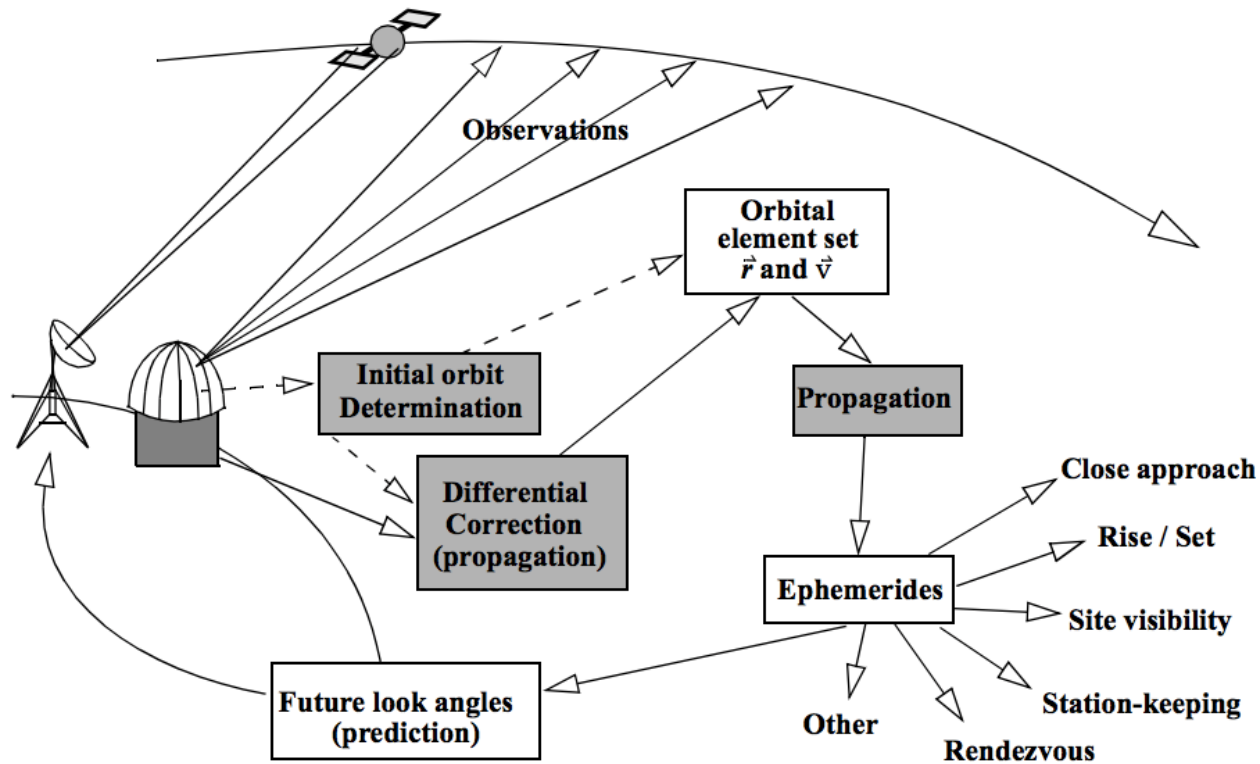 Observations
Orbital
element set
r⃗ and v⃗
Initial orbit
Determination
Propagation
Differential
Correction
(propagation)
Close approach
Rise / Set
Ephemerides
Site visibility
Station-keeping
Future look angles
(prediction)
Other
Rendezvous